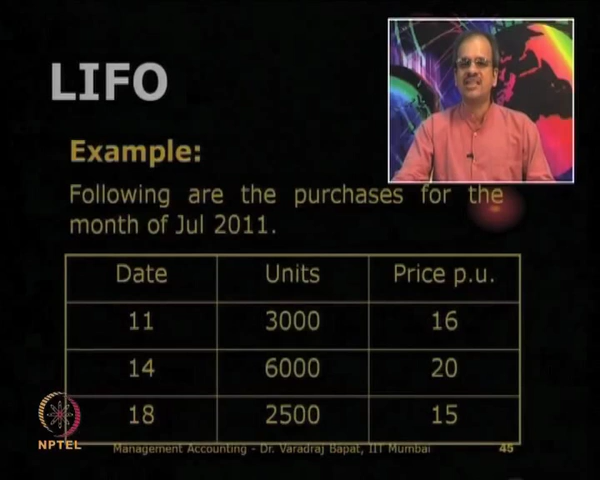 LIFO
Example:
Following are the purchases for the
month of Jul 2011.
Date Units Price p.u.
11 3000 16
14 6000 20
18 2500 15
NPTEL
Management Accounting - Dr. Varadraj Bapat, IIT Mumbai 45